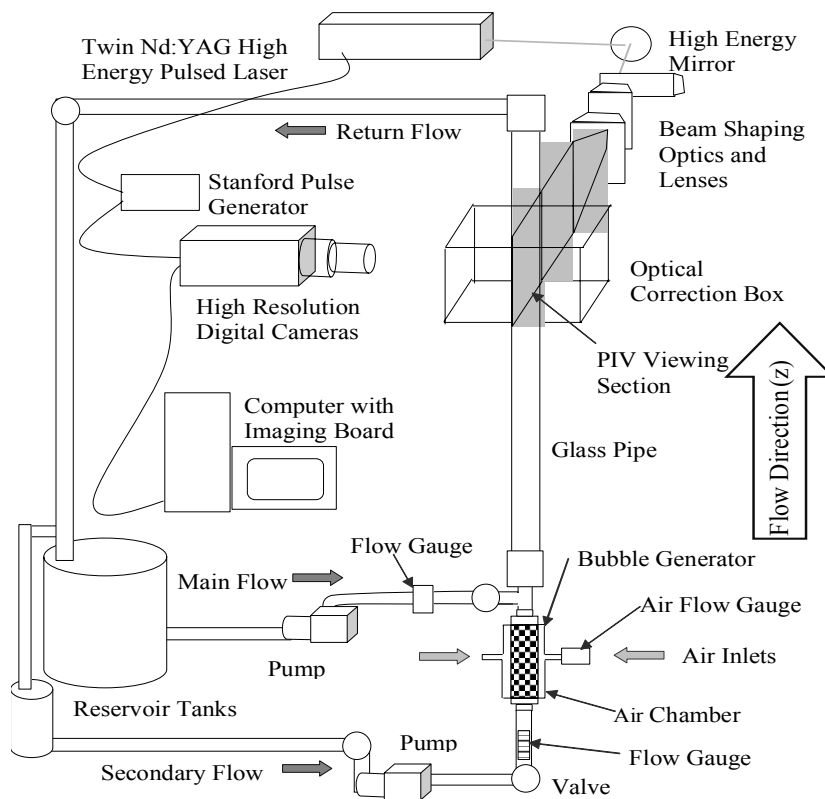 Twin Nd:YAG High
Energy Pulsed Laser
High Energy
Mirror
Return Flow
Beam Shaping
Optics and
Lenses
Stanford Pulse
Generator
High Resolution
Digital Cameras
Optical
Correction Box
PIV Viewing
Section
Flow Direction (z)
Computer with
Imaging Board
Glass Pipe
Flow Gauge
Bubble Generator
Main Flow
Air Flow Gauge
Pump
Air Inlets
Reservoir Tanks
Air Chamber
Pump
Flow Gauge
Secondary Flow
Valve